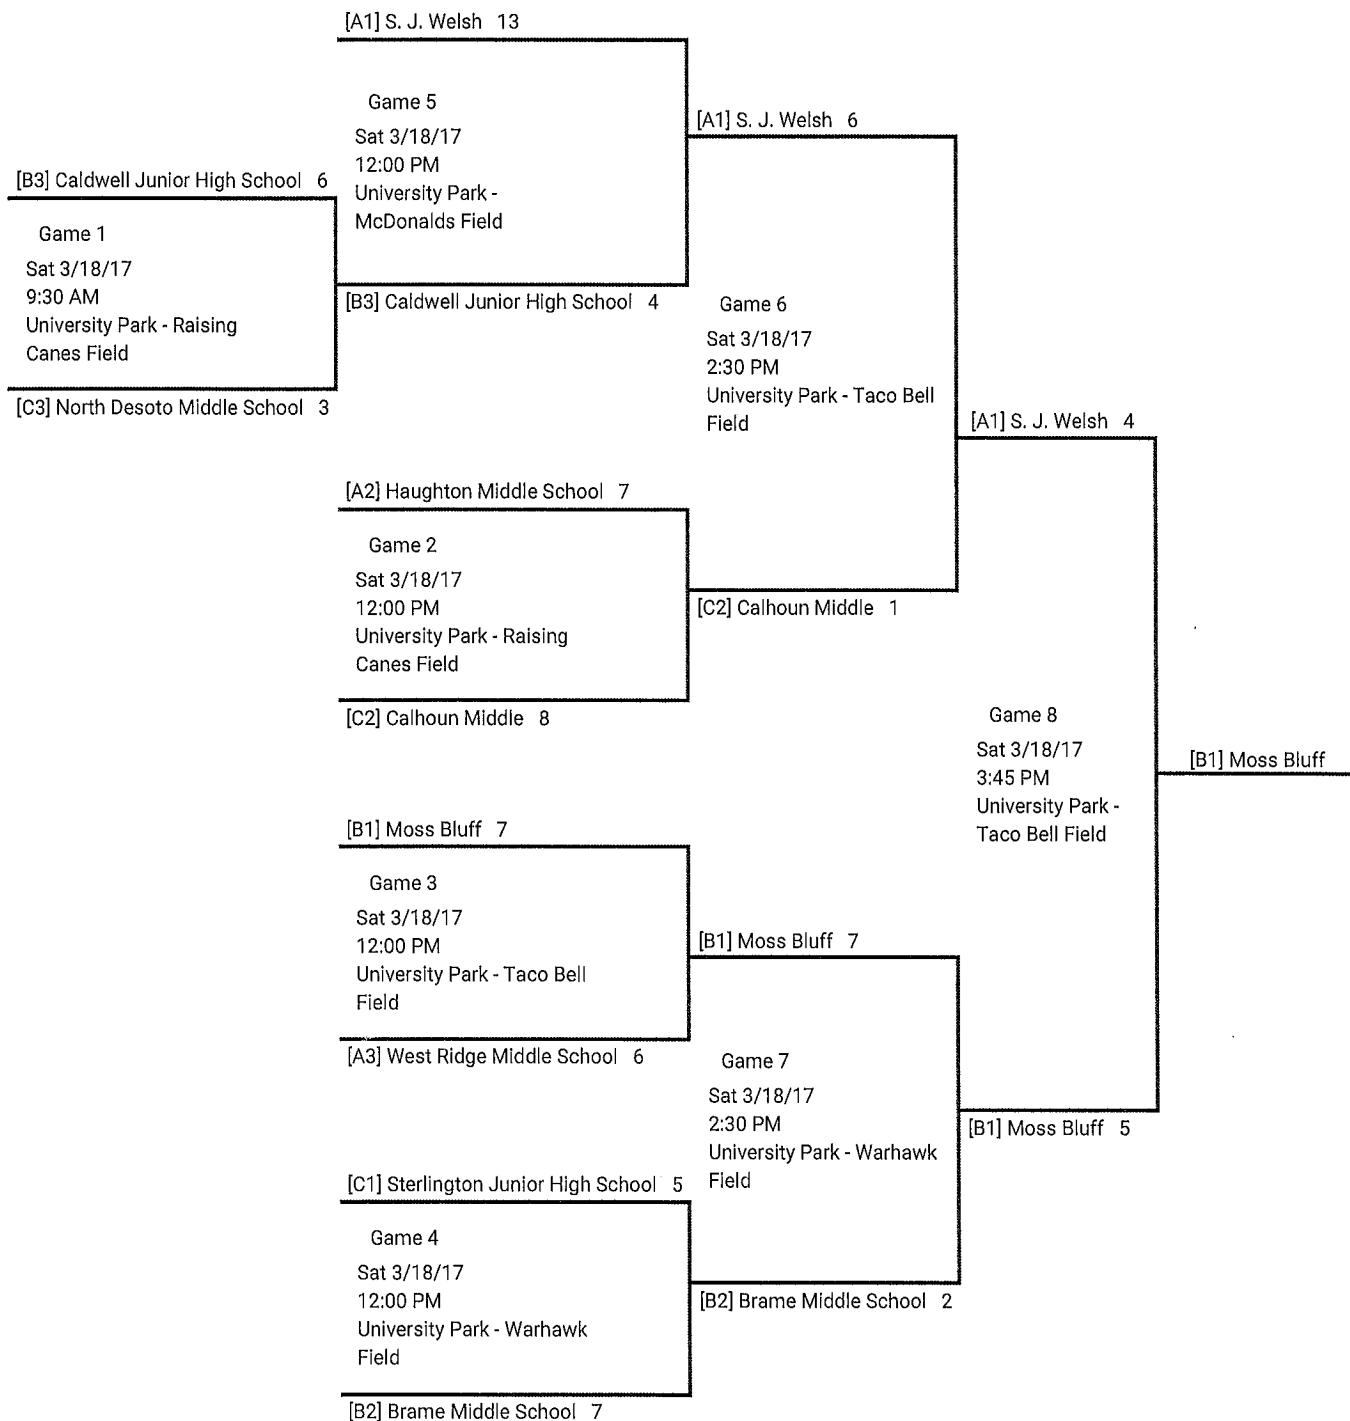 [A1] S. J. Welsh 13
Game 5
Sat 3/18/17
12:00 PM
University Park -
McDonalds Field
[A1] S. J. Welsh 6
[B3] Caldwell Junior High School 6
Game 1
Sat 3/18/17
9:30 AM
University Park - Raising
Canes Field
[B3] Caldwell Junior High School 4
[C3] North Desoto Middle School 3
Game 6
Sat 3/18/17
2:30 PM
University Park - Taco Bell
Field
[A1] S. J. Welsh 4
[A2] Haughton Middle School 7
Game 2
Sat 3/18/17
12:00 PM
University Park - Raising
Canes Field
[C2] Calhoun Middle 1
[C2] Calhoun Middle 8
Game 8
Sat 3/18/17
3:45 PM
University Park -
Taco Bell Field
[B1] Moss Bluff
[B1] Moss Bluff 7
Game 3
Sat 3/18/17
12:00 PM
University Park - Taco Bell
Field
[B1] Moss Bluff 7
[A3] West Ridge Middle School 6
Game 7
Sat 3/18/17
2:30 PM
University Park - Warhawk
Field
[B1] Moss Bluff 5
[C1] Sterlington Junior High School 5
Game 4
Sat 3/18/17
12:00 PM
University Park - Warhawk
Field
[B2] Brame Middle School 2
[B2] Brame Middle School 7